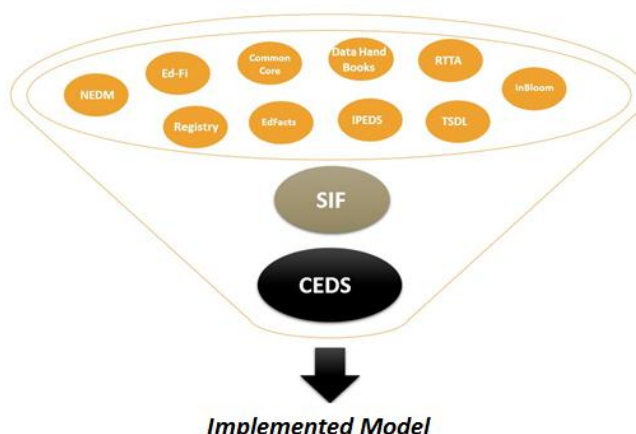 NEDM
Ed-Fi
Common
Core
Data Hand
Books
RTTA
InBloom
Registry
EdFacts
IPEDS
TSDL
SIF
CEDS
Implemented Model